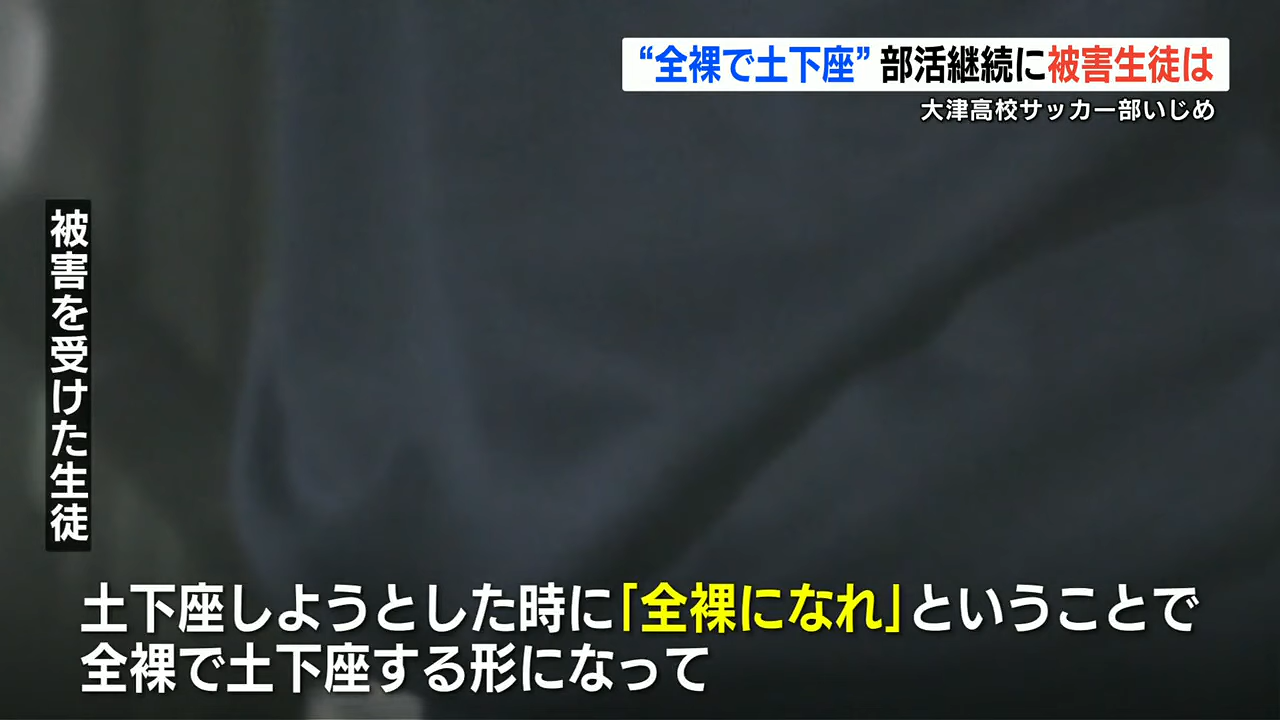 “全裸で土下座” 部活継続に被害生徒は
大津高校サッカー部いじめ
被害を受けた生徒
土下座しようとした時に「全裸になれ」ということで
全裸で土下座する形になって